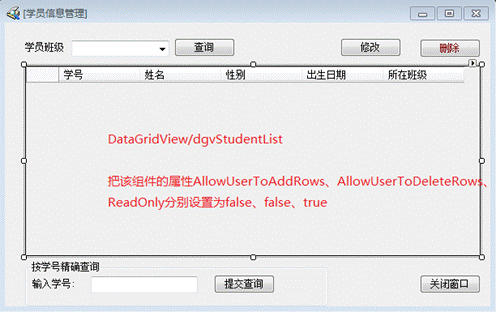 [学员信息管理]
学员班级 查询 修改 删除
学号 姓名 性别 出生日期 所在班级
DataGridView/dgvStudentList
把该组件的属性AllowUserToAddRows、AllowUserToDeleteRows、
ReadOnly分别设置为false、false、true
按学号精确查询
输入学号: 提交查询 关闭窗口